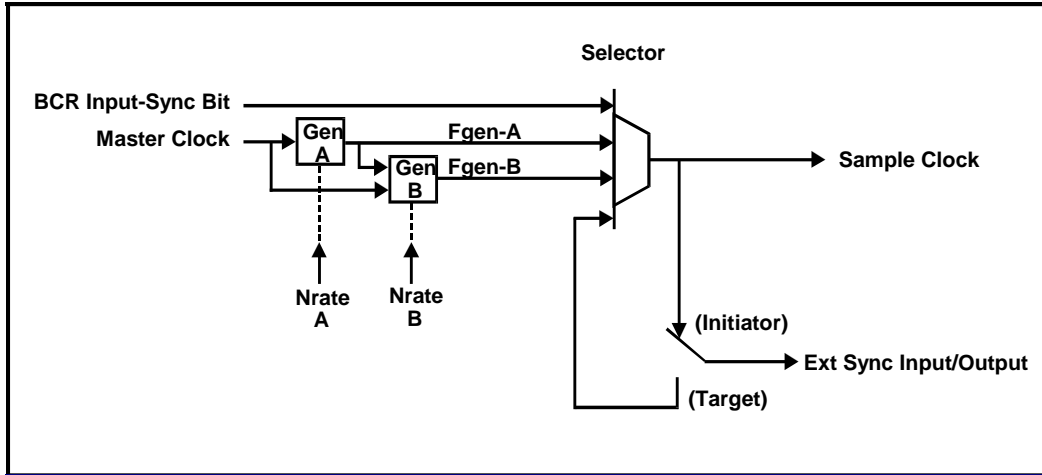 Selector
BCR Input-Sync Bit
Master Clock
Gen
A
Fgen-A
Gen
B
Fgen-B
Sample Clock
Nrate
A
Nrate
B
(Initiator)
Ext Sync Input/Output
(Target)